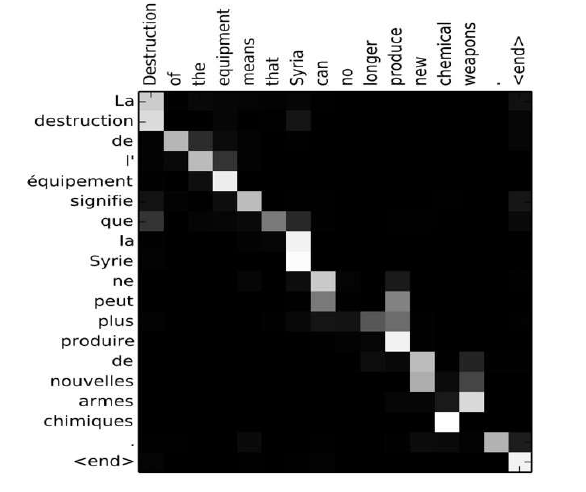 Destruction
of
the
equipment
means
that
Syria
can
no
longer
produce
new
chemical
weapons
.
<end>
La
destruction
de
l'
équipement
signifie
que
la
Syrie
ne
peut
plus
produire
de
nouvelles
armes
chimiques
.
<end>